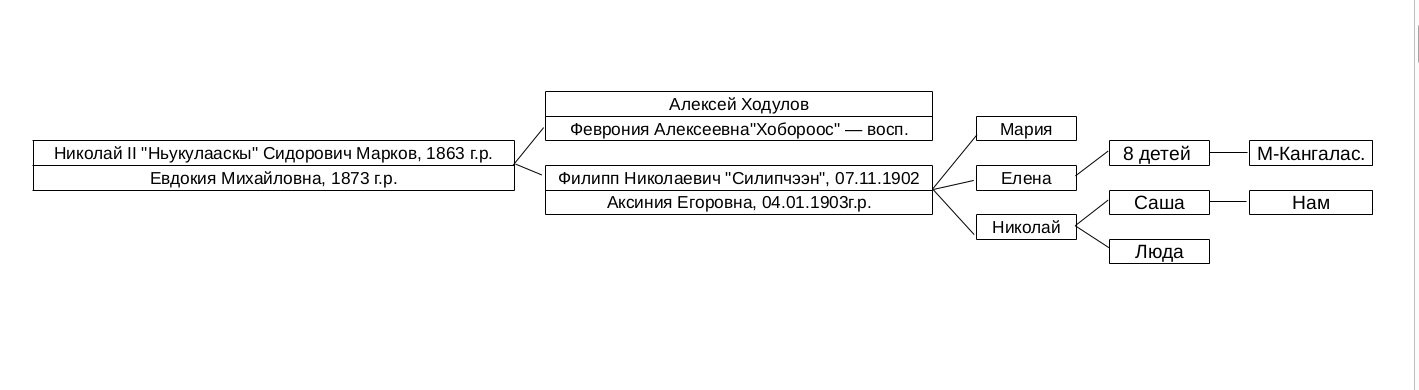 Алексей Ходулов
Феврония Алексеевна"Хобороос" — восп.
Николай II "Ньукулааскы" Сидорович Марков, 1863 г.р.
Евдокия Михайловна, 1873 г.р.
Филипп Николаевич "Силипчээн", 07.11.1902
Аксиния Егоровна, 04.01.1903г.р.
Мария
Елена
Николай
8 детей
М-Кангалас.
Саша
Нам
Люда